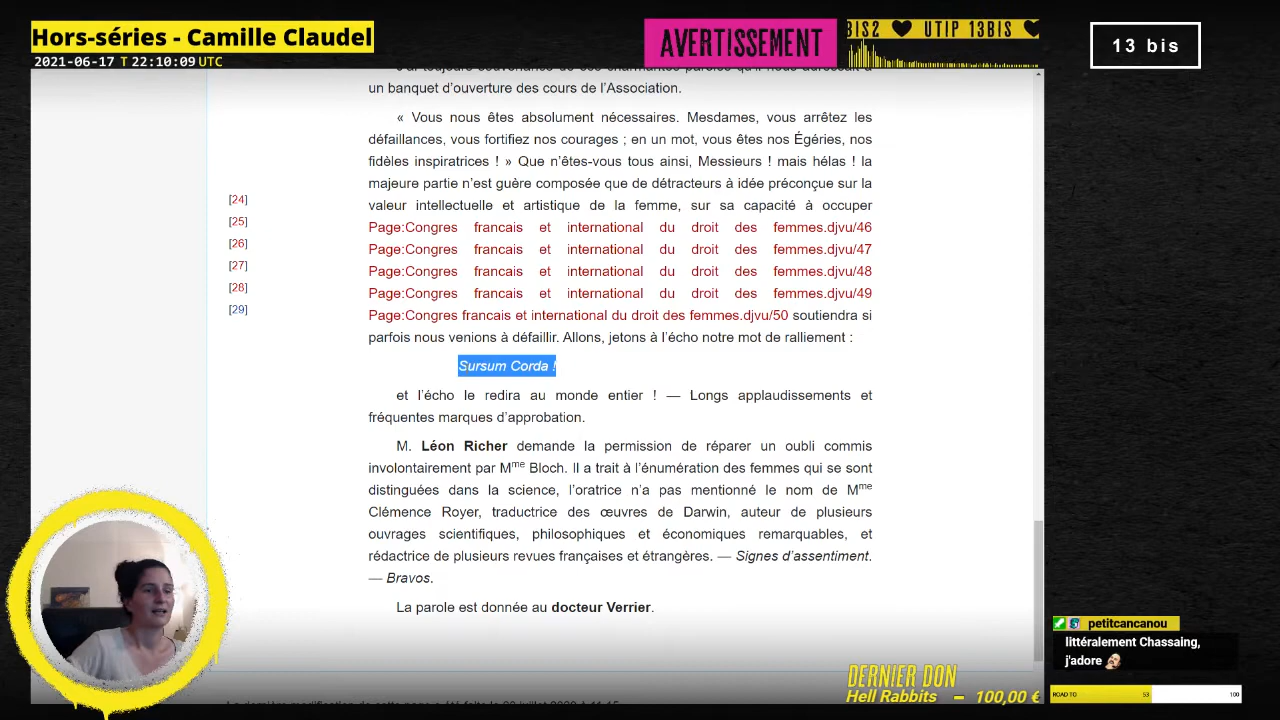 Hors-séries - Camille Claudel
2021-06-17 T 22:10:09 UTC
AVERTISSEMENT
BIS2 ♥ UTIP 13BIS ♥
13 bis
un banquet d’ouverture des cours de l’Association.
« Vous nous êtes absolument nécessaires. Mesdames, vous arrêtez les
défaillances, vous fortifiez nos courages ; en un mot, vous êtes nos Égéries, nos
fidèles inspiratrices ! » Que n’êtes-vous tous ainsi, Messieurs ! mais hélas ! la
majeure partie n’est guère composée que de détracteurs à idée préconçue sur la
[24] valeur intellectuelle et artistique de la femme, sur sa capacité à occuper
[25] Page:Congres francais et international du droit des femmes.djvu/46
[26] Page:Congres francais et international du droit des femmes.djvu/47
[27] Page:Congres francais et international du droit des femmes.djvu/48
[28] Page:Congres francais et international du droit des femmes.djvu/49
[29] Page:Congres francais et international du droit des femmes.djvu/50 soutiendra si
parfois nous venions à défaillir. Allons, jetons à l’écho notre mot de ralliement :
Sursum Corda !
et l’écho le redira au monde entier ! — Longs applaudissements et
fréquentes marques d’approbation.
M. Léon Richer demande la permission de réparer un oubli commis
involontairement par Mme Bloch. Il a trait à l’énumération des femmes qui se sont
distinguées dans la science, l’oratrice n’a pas mentionné le nom de Mme
Clémence Royer, traductrice des œuvres de Darwin, auteur de plusieurs
ouvrages scientifiques, philosophiques et économiques remarquables, et
rédactrice de plusieurs revues françaises et étrangères. — Signes d’assentiment.
— Bravos.
La parole est donnée au docteur Verrier.
petitcancanou
littéralement Chassaing,
j'adore
DERNIER DON
Hell Rabbits — 100,00 €
ROAD TO 53 100